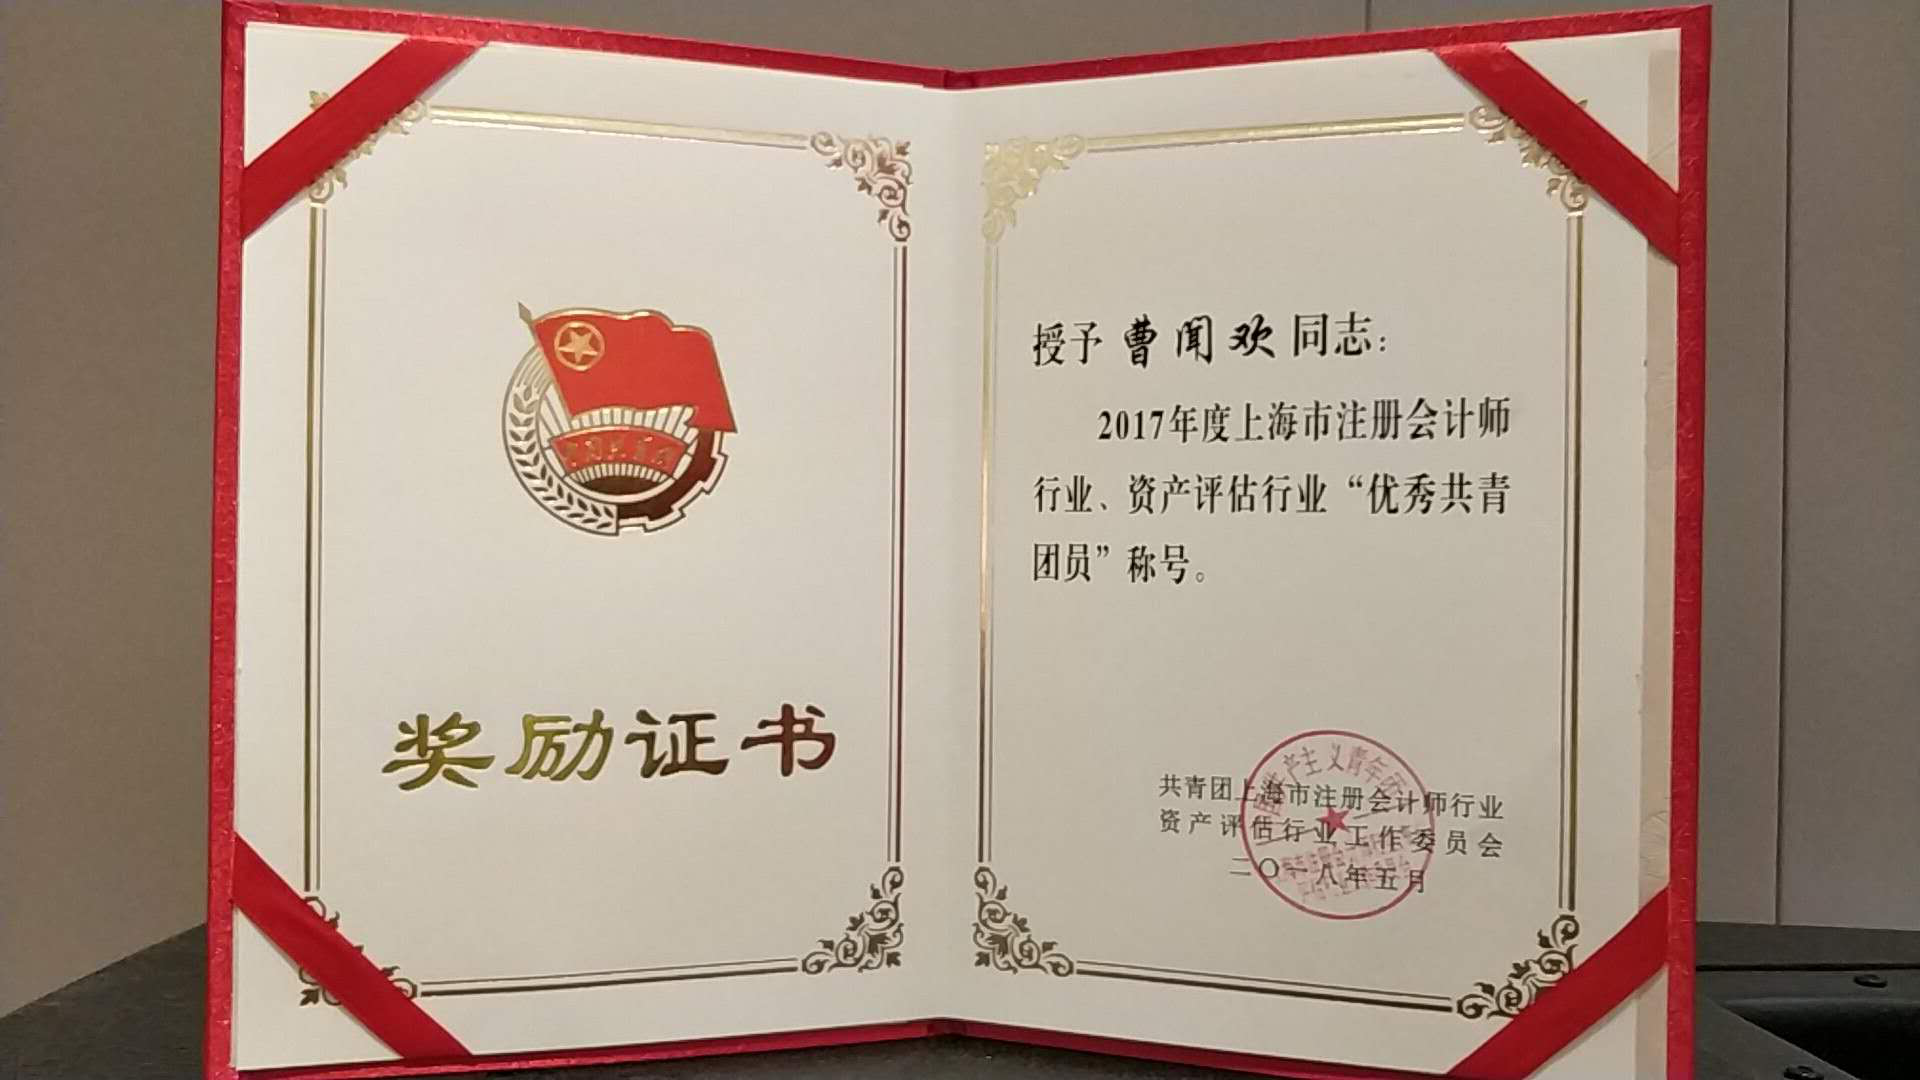 奖励证书
授予曹闻欢同志:
2017年度上海市注册会计师
行业、资产评估行业“优秀共青
团员”称号。
共青团上海市注册会计师行业
资产评估行业工作委员会
二〇一八年五月